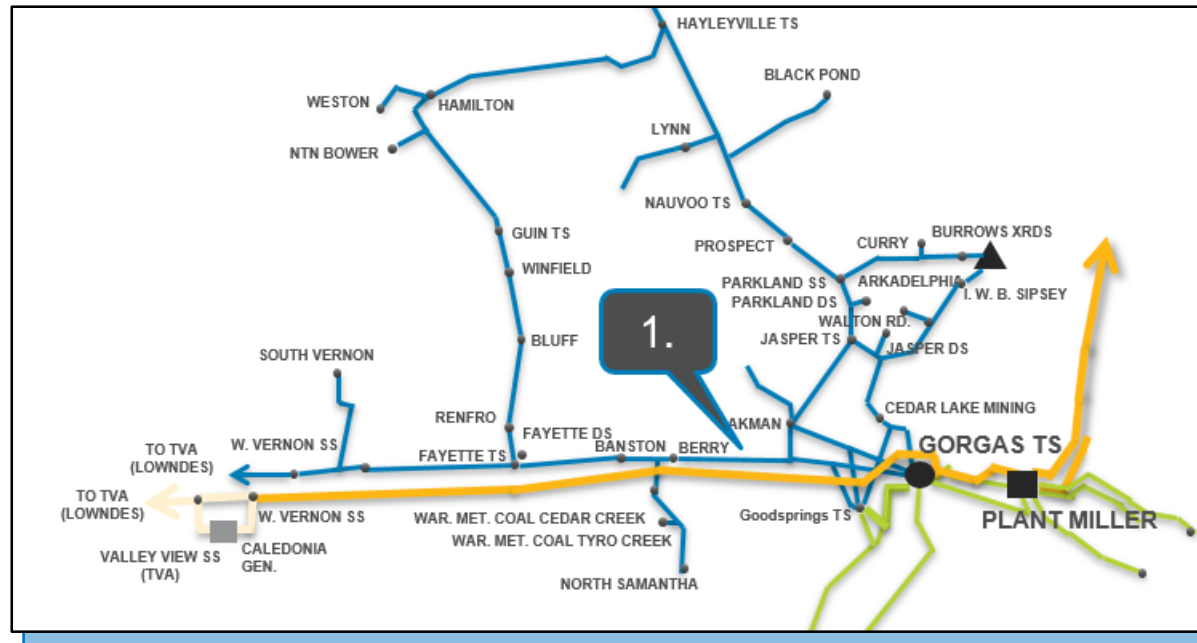 HAYLEYVILLE TS
BLACK POND
WESTON
HAMILTON
LYNN
NTN BOWER
NAUVOO TS
GUIN TS
PROSPECT
CURRY
BURROWS XRDS
WINFIELD
PARKLAND SS
ARKADELPHIA
I. W. B. SIPSEY
PARKLAND DS
WALTON RD.
1.
BLUFF
JASPER TS
JASPER DS
SOUTH VERNON
RENFRO
CEDAR LAKE MINING
AKMAN
FAYETTE DS
W. VERNON SS
BANSTON
BERRY
GORGAS TS
TO TVA
(LOWNDES)
FAYETTE TS
TO TVA
(LOWNDES)
W. VERNON SS
WAR. MET. COAL CEDAR CREEK
Goodsprings TS
PLANT MILLER
WAR. MET. COAL TYRO CREEK
VALLEY VIEW SS
(TVA)
CALEDONIA
GEN.
NORTH SAMANTHA